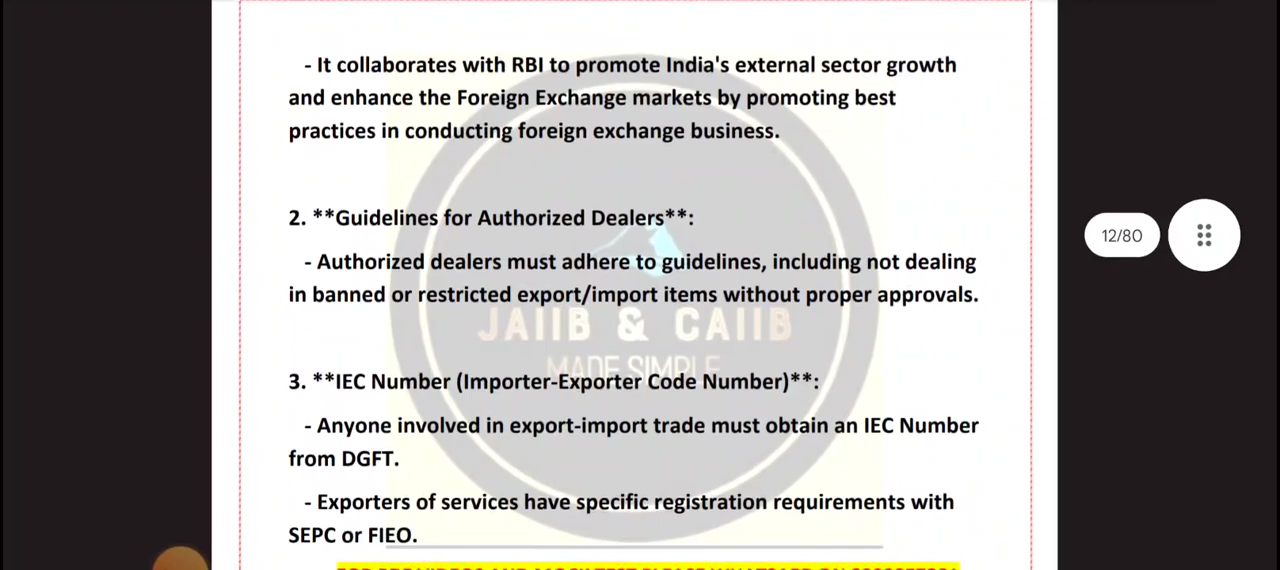 - It collaborates with RBI to promote India's external sector growth
and enhance the Foreign Exchange markets by promoting best
practices in conducting foreign exchange business.
2. **Guidelines for Authorized Dealers**:
- Authorized dealers must adhere to guidelines, including not dealing
in banned or restricted export/import items without proper approvals.
JAIIB & CAIIB
MADE SIMPLE
3. **IEC Number (Importer-Exporter Code Number)**:
- Anyone involved in export-import trade must obtain an IEC Number
from DGFT.
- Exporters of services have specific registration requirements with
SEPC or FIEO.
12/80